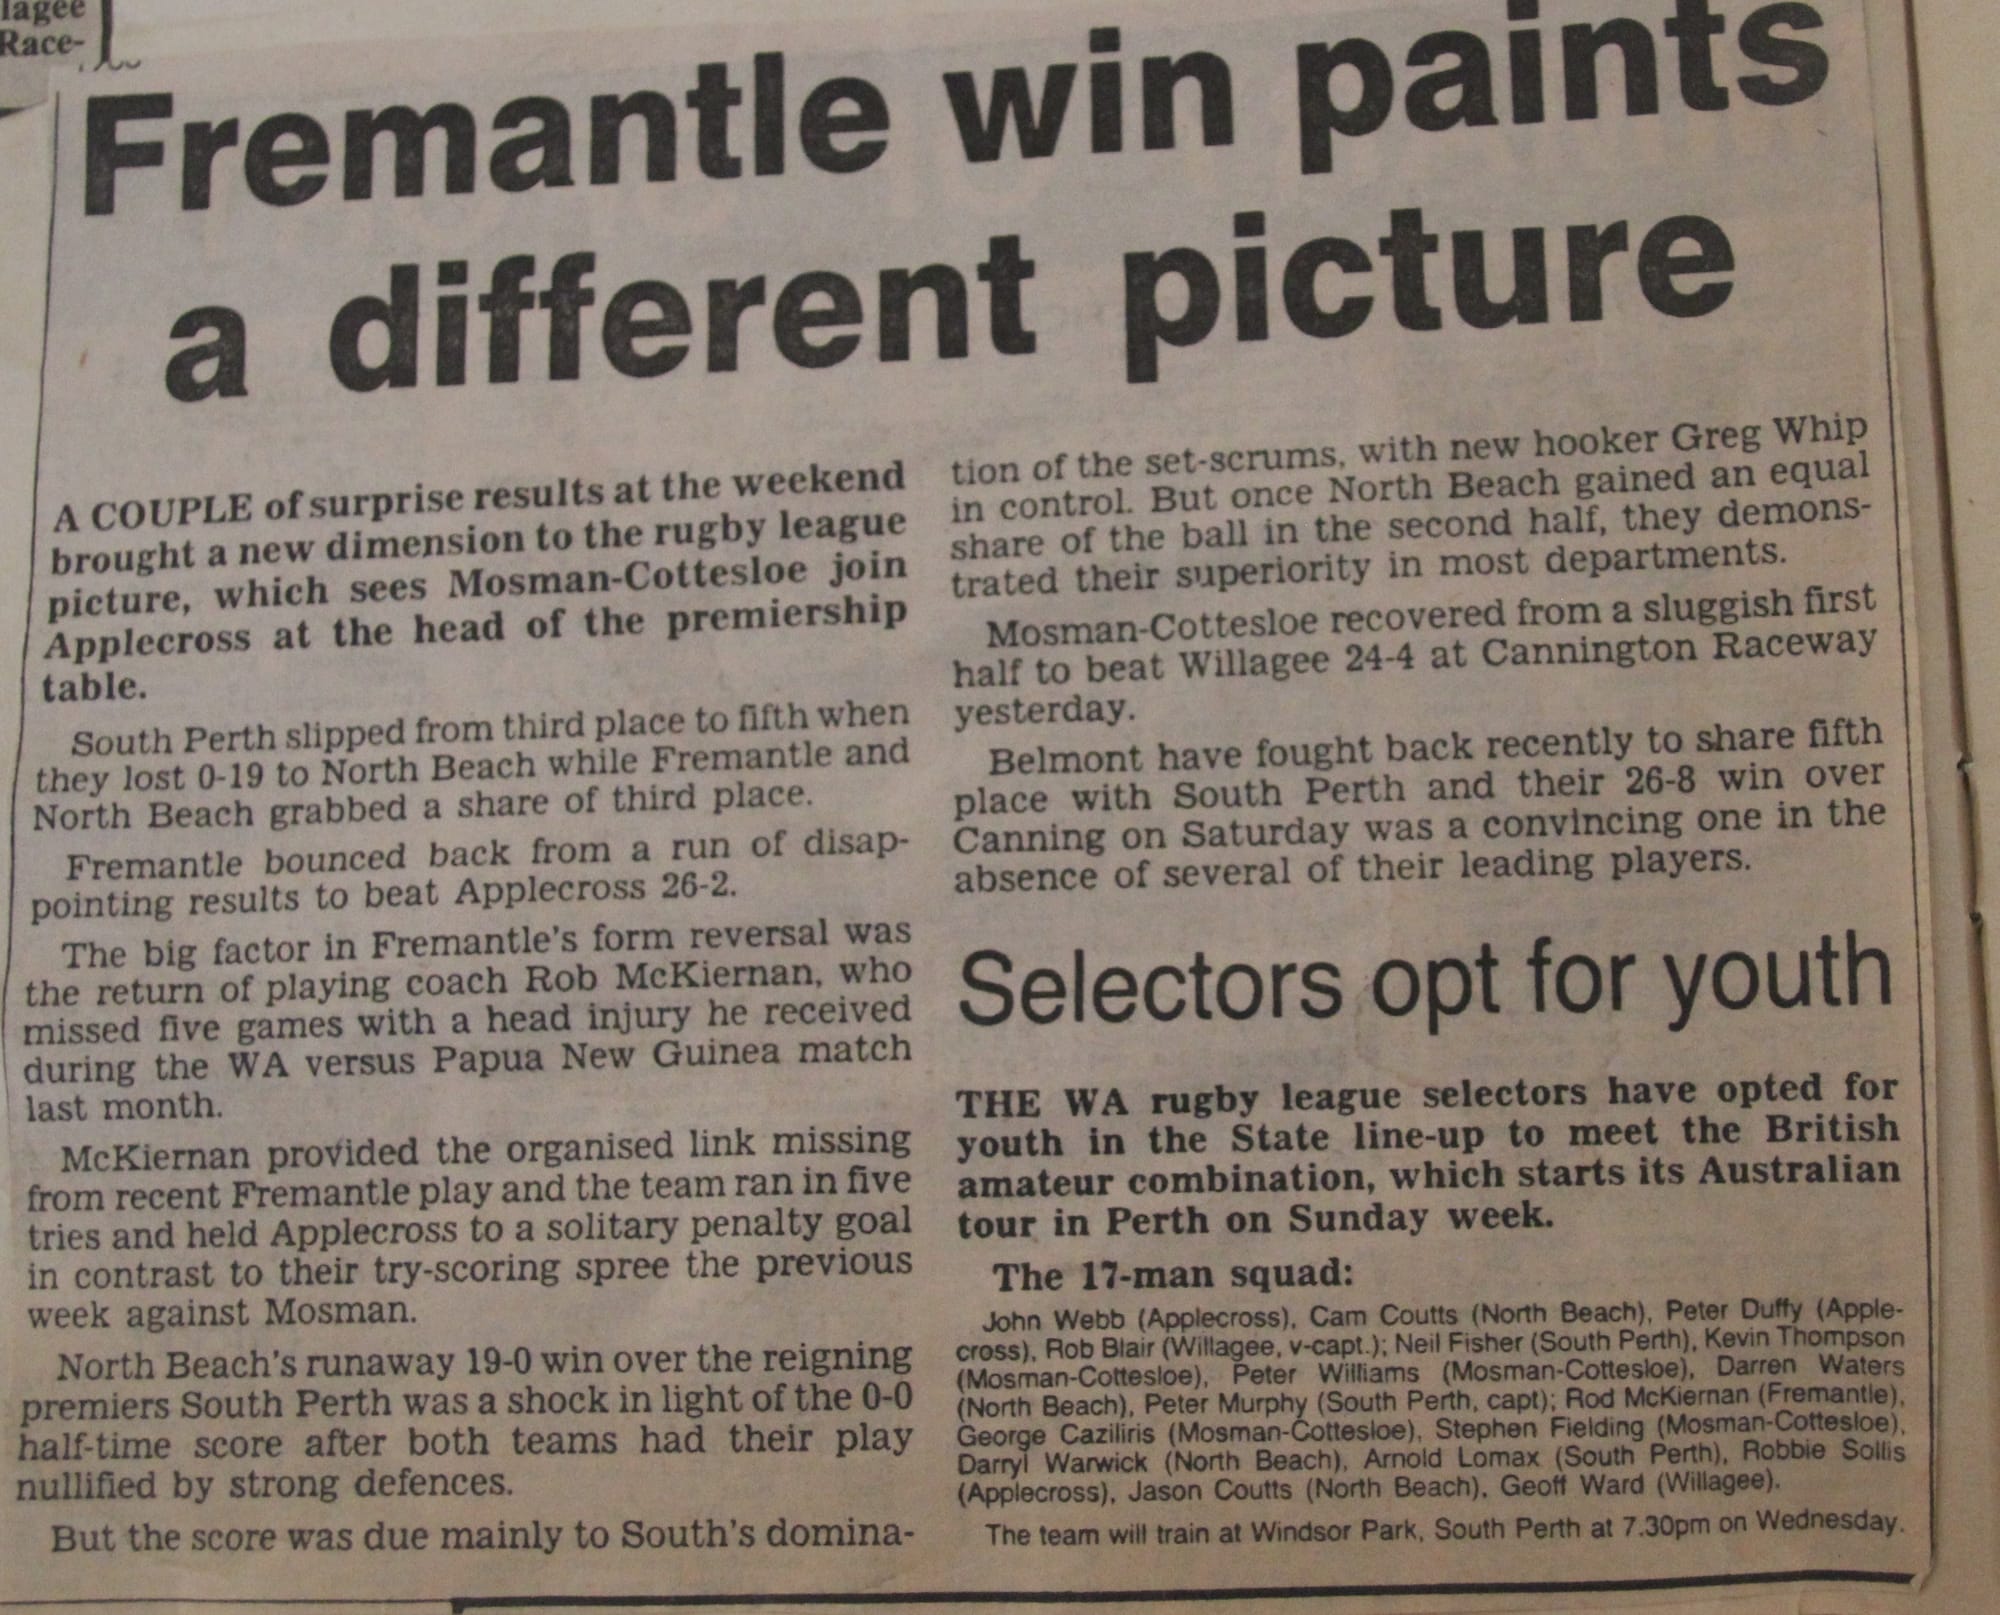 lagee
Race-
Fremantle win paints
a different picture
A COUPLE of surprise results at the weekend
brought a new dimension to the rugby league
picture, which sees Mosman-Cottesloe join
Applecross at the head of the premiership
table.
South Perth slipped from third place to fifth when
they lost 0-19 to North Beach while Fremantle and
North Beach grabbed a share of third place.
Fremantle bounced back from a run of disap-
pointing results to beat Applecross 26-2.
The big factor in Fremantle's form reversal was
the return of playing coach Rob McKiernan, who
missed five games with a head injury he received
during the WA versus Papua New Guinea match
last month.
McKiernan provided the organised link missing
from recent Fremantle play and the team ran in five
tries and held Applecross to a solitary penalty goal
in contrast to their try-scoring spree the previous
week against Mosman.
North Beach's runaway 19-0 win over the reigning
premiers South Perth was a shock in light of the 0-0
half-time score after both teams had their play
nullified by strong defences.
But the score was due mainly to South's domina-
tion of the set-scrums, with new hooker Greg Whip
in control. But once North Beach gained an equal
share of the ball in the second half, they demons-
trated their superiority in most departments.
Mosman-Cottesloe recovered from a sluggish first
half to beat Willagee 24-4 at Cannington Raceway
yesterday.
Belmont have fought back recently to share fifth
place with South Perth and their 26-8 win over
Canning on Saturday was a convincing one in the
absence of several of their leading players.
Selectors opt for youth
THE WA rugby league selectors have opted for
youth in the State line-up to meet the British
amateur combination, which starts its Australian
tour in Perth on Sunday week.
The 17-man squad:
John Webb (Applecross), Cam Coutts (North Beach), Peter Duffy (Apple-
cross), Rob Blair (Willagee, v-capt.); Neil Fisher (South Perth), Kevin Thompson
(Mosman-Cottesloe), Peter Williams (Mosman-Cottesloe), Darren Waters
(North Beach), Peter Murphy (South Perth, capt); Rod McKiernan (Fremantle),
George Caziliris (Mosman-Cottesloe), Stephen Fielding (Mosman-Cottesloe),
Darryl Warwick (North Beach), Arnold Lomax (South Perth), Robbie Sollis
(Applecross), Jason Coutts (North Beach), Geoff Ward (Willagee).
The team will train at Windsor Park, South Perth at 7.30pm on Wednesday.